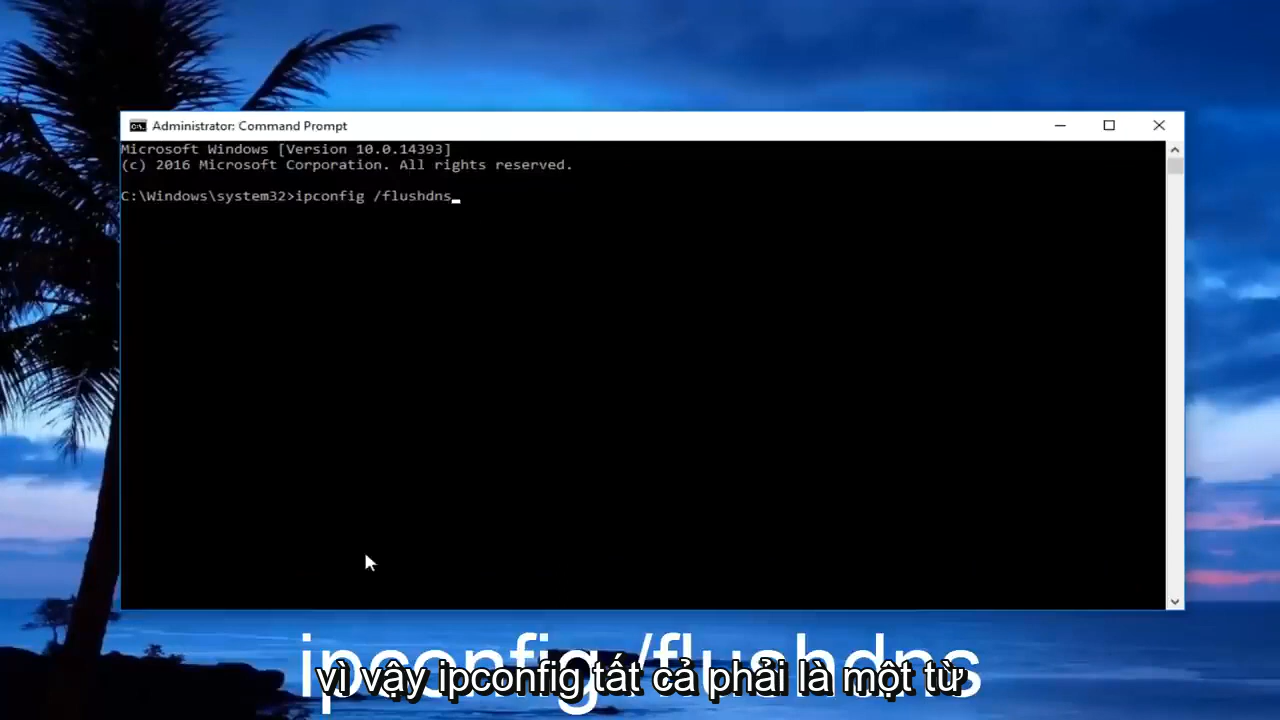 Administrator: Command Prompt
Microsoft Windows [Version 10.0.14393]
(c) 2016 Microsoft Corporation. All rights reserved.
C:\Windows\system32>ipconfig /flushdns
ipconfig /flushdns
vì vậy ipconfig tất cả phải là một từ